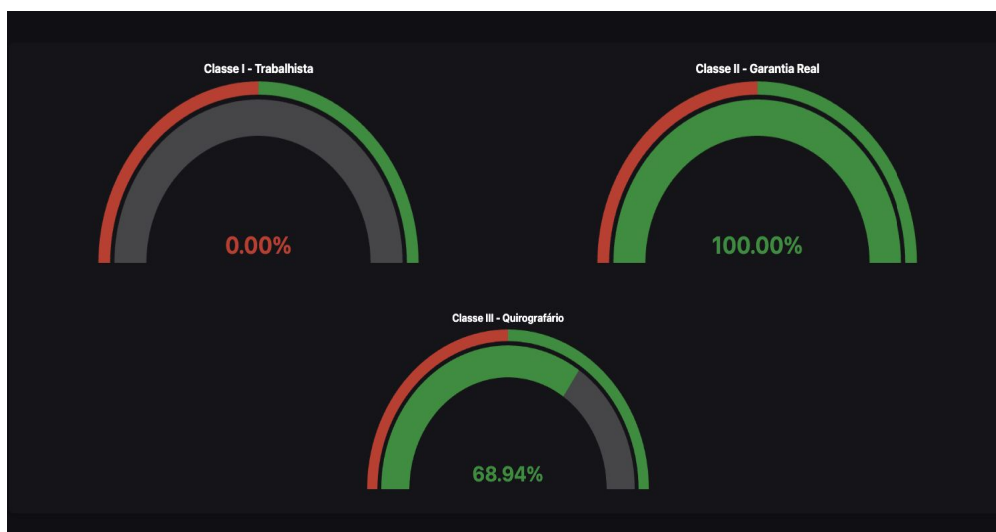 Classe I - Trabalhista
0.00%
Classe II - Garantia Real
100.00%
Classe III - Quirografário
68.94%